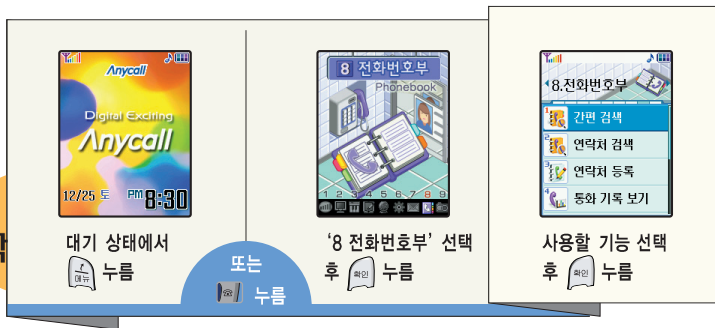 Anycall
Digital Exciting
Anycall
12/25 토 PM 8:30
대기 상태에서
메뉴 누름
또는
누름
8 전화번호부
Phonebook
1 2 3 4 5 6 7 8 9
'8 전화번호부' 선택
후 확인 누름
8.전화번호부
1 간편 검색
2 연락처 검색
3 연락처 등록
4 통화 기록 보기
사용할 기능 선택
후 확인 누름